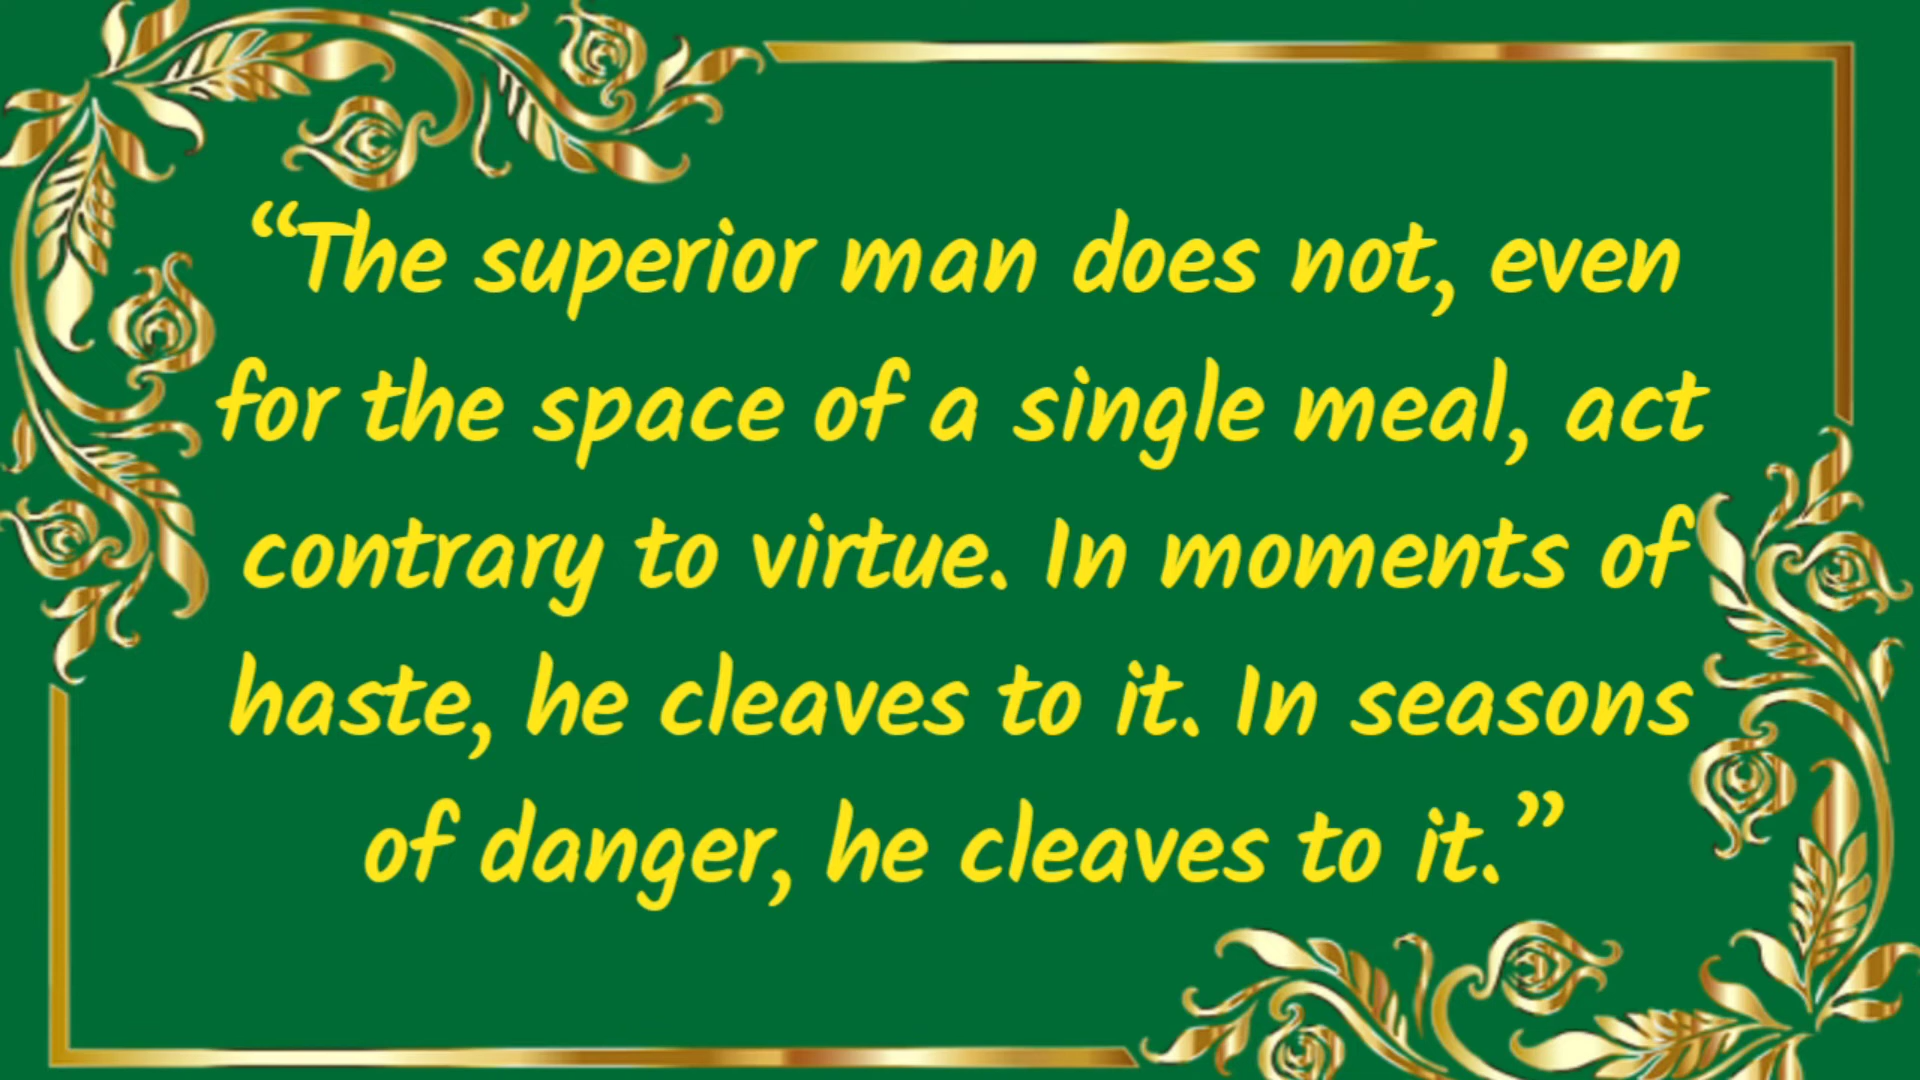 “The superior man does not, even
for the space of a single meal, act
contrary to virtue. In moments of
haste, he cleaves to it. In seasons
of danger, he cleaves to it.”